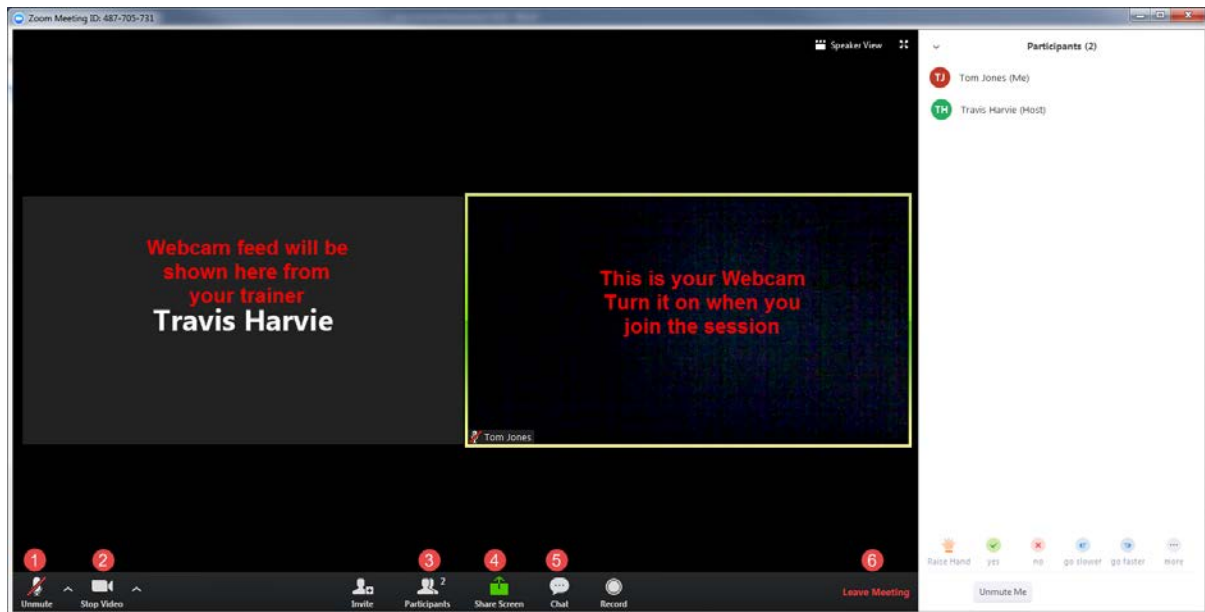 Zoom Meeting ID: 487-705-731
Speaker View
Participants (2)
TJ Tom Jones (Me)
TH Travis Harvie (Host)
Webcam feed will be
shown here from
your trainer
Travis Harvie
This is your Webcam
Turn it on when you
join the session
Tom Jones
1 2 3 4 5 6
2
Unmute Stop Video Invite Participants Share Screen Chat Record Leave Meeting
Raise Hand yes no go slower go faster more
Unmute Me